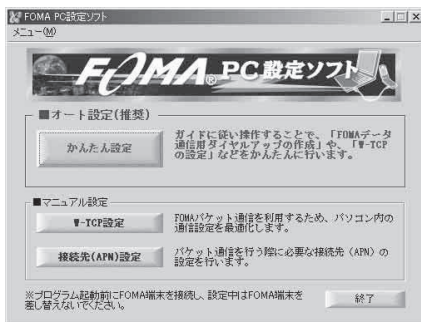 FOMA PC設定ソフト
メニュー(M)
FOMA® PC設定ソフト
■オート設定(推奨)
かんたん設定
ガイドに従い操作することで、「FOMAデータ
通信用ダイヤルアップの作成」や、「W-TCP
の設定」などをかんたんに行います。
■マニュアル設定
W-TCP設定
FOMAパケット通信を利用するため、パソコン内の
通信設定を最適化します。
接続先(APN)設定
パケット通信を行う際に必要な接続先(APN)の
設定を行います。
※プログラム起動前にFOMA端末を接続し、設定中はFOMA端末を
差し替えないでください。
終了